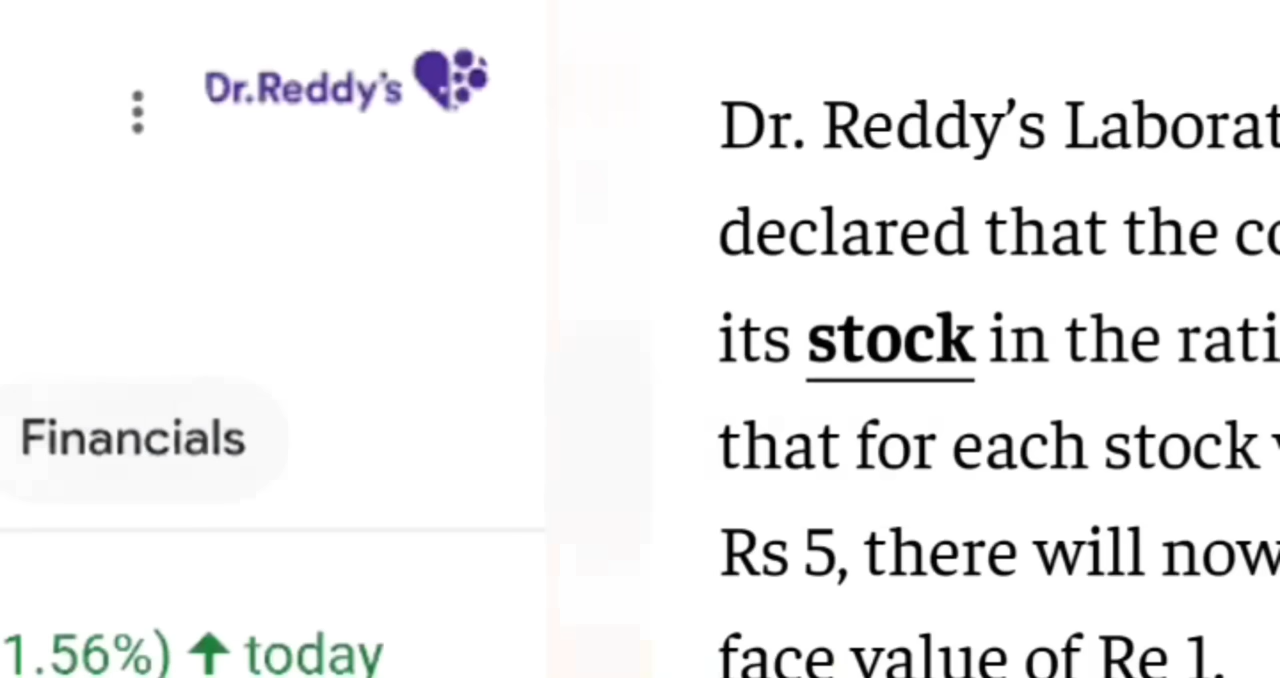 Dr.Reddy's
Financials
1.56%) ↑ today
Dr. Reddy’s Laborat
declared that the co
its stock in the rati
that for each stock
Rs 5, there will now
face value of Re 1.